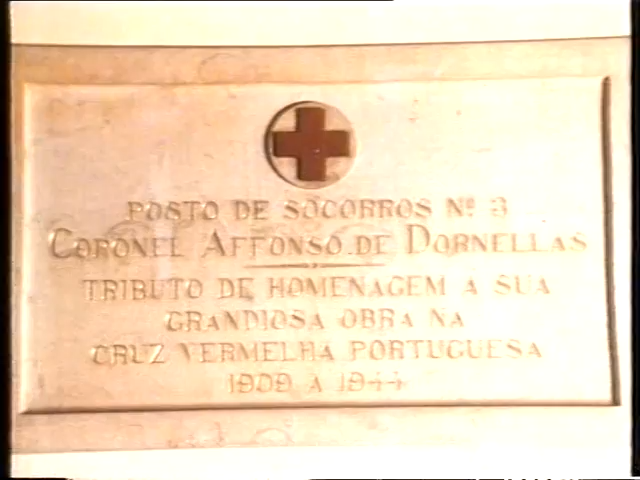 POSTO DE SOCORROS Nº 3
CORONEL AFFONSO DE DORNELLAS
TRIBUTO DE HOMENAGEM A SUA
GRANDIOSA OBRA NA
CRUZ VERMELHA PORTUGUESA
1909 A 1944